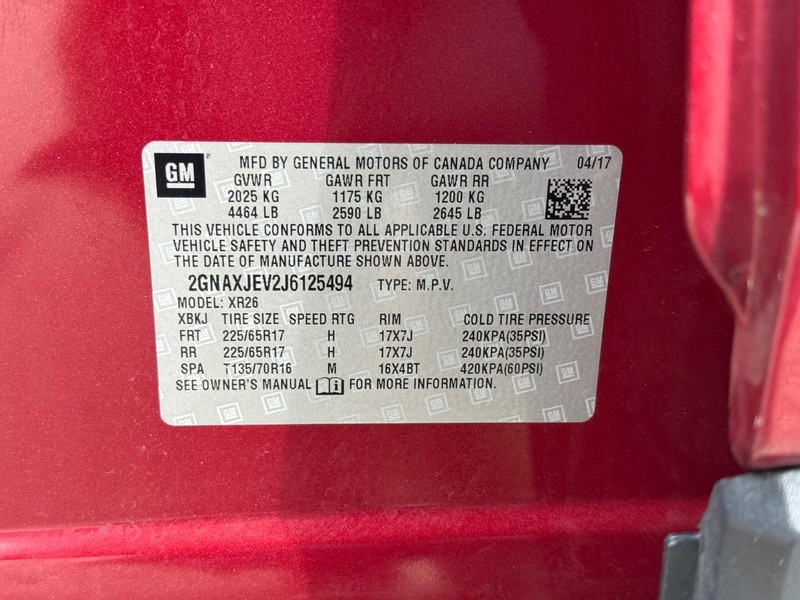 GM MFD BY GENERAL MOTORS OF CANADA COMPANY 04/17
GVWR GAWR FRT GAWR RR
2025 KG 1175 KG 1200 KG
4464 LB 2590 LB 2645 LB
THIS VEHICLE CONFORMS TO ALL APPLICABLE U.S. FEDERAL MOTOR
VEHICLE SAFETY AND THEFT PREVENTION STANDARDS IN EFFECT ON
THE DATE OF MANUFACTURE SHOWN ABOVE.
2GNAXJEV2J6125494 TYPE: M.P.V.
MODEL: XR26
XBKJ TIRE SIZE SPEED RTG RIM COLD TIRE PRESSURE
FRT 225/65R17 H 17X7J 240KPA(35PSI)
RR 225/65R17 H 17X7J 240KPA(35PSI)
SPA T135/70R16 M 16X4BT 420KPA(60PSI)
SEE OWNER'S MANUAL FOR MORE INFORMATION.